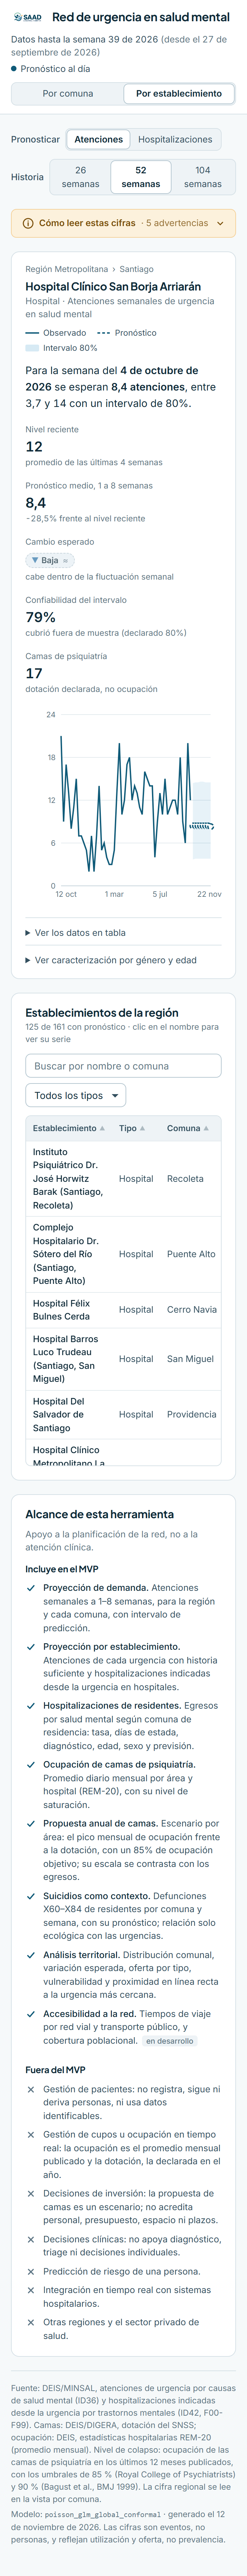 SAAD
Red de urgencia en salud mental
Datos hasta la semana 39 de 2026 (desde el 27 de
septiembre de 2026)
Pronóstico al día
Por comuna
Por establecimiento
Pronosticar
Atenciones
Hospitalizaciones
Historia
26
semanas
52
semanas
104
semanas
Cómo leer estas cifras · 5 advertencias
Región Metropolitana › Santiago
Hospital Clínico San Borja Arriarán
Hospital · Atenciones semanales de urgencia
en salud mental
Observado
Pronóstico
Intervalo 80%
Para la semana del 4 de octubre de
2026 se esperan 8,4 atenciones, entre
3,7 y 14 con un intervalo de 80%.
Nivel reciente
12
promedio de las últimas 4 semanas
Pronóstico medio, 1 a 8 semanas
8,4
−28,5% frente al nivel reciente
Cambio esperado
▼ Baja ≈
cabe dentro de la fluctuación semanal
Confiabilidad del intervalo
79%
cubrió fuera de muestra (declarado 80%)
Camas de psiquiatría
17
dotación declarada, no ocupación
24
18
12
6
0
12 oct
1 mar
5 jul
22 nov
▶ Ver los datos en tabla
▶ Ver caracterización por género y edad
Establecimientos de la región
125 de 161 con pronóstico · clic en el nombre para
ver su serie
Buscar por nombre o comuna
Todos los tipos
Establecimiento ▲ Tipo ▲ Comuna ▲
Instituto
Psiquiátrico Dr.
José Horwitz
Barak (Santiago,
Recoleta)
Hospital
Recoleta
Complejo
Hospitalario Dr.
Sótero del Río
(Santiago,
Puente Alto)
Hospital
Puente Alto
Hospital Félix
Bulnes Cerda
Hospital
Cerro Navia
Hospital Barros
Luco Trudeau
(Santiago, San
Miguel)
Hospital
San Miguel
Hospital Del
Salvador de
Santiago
Hospital
Providencia
Hospital Clínico
Metropolitano La
Alcance de esta herramienta
Apoyo a la planificación de la red, no a la
atención clínica.
Incluye en el MVP
Proyección de demanda. Atenciones
semanales a 1–8 semanas, para la región
y cada comuna, con intervalo de
predicción.
Proyección por establecimiento.
Atenciones de cada urgencia con historia
suficiente y hospitalizaciones indicadas
desde la urgencia en hospitales.
Hospitalizaciones de residentes. Egresos
por salud mental según comuna de
residencia: tasa, días de estada,
diagnóstico, edad, sexo y previsión.
Ocupación de camas de psiquiatría.
Promedio diario mensual por área y
hospital (REM-20), con su nivel de
saturación.
Propuesta anual de camas. Escenario por
área: el pico mensual de ocupación frente
a la dotación, con un 85% de ocupación
objetivo; su escala se contrasta con los
egresos.
Suicidios como contexto. Defunciones
X60–X84 de residentes por comuna y
semana, con su pronóstico; relación solo
ecológica con las urgencias.
Análisis territorial. Distribución comunal,
variación esperada, oferta por tipo,
vulnerabilidad y proximidad en línea recta
a la urgencia más cercana.
Accesibilidad a la red. Tiempos de viaje
por red vial y transporte público, y
cobertura poblacional. en desarrollo
Fuera del MVP
Gestión de pacientes: no registra, sigue ni
deriva personas, ni usa datos
identificables.
Gestión de cupos u ocupación en tiempo
real: la ocupación es el promedio mensual
publicado y la dotación, la declarada en el
año.
Decisiones de inversión: la propuesta de
camas es un escenario; no acredita
personal, presupuesto, espacio ni plazos.
Decisiones clínicas: no apoya diagnóstico,
triage ni decisiones individuales.
Predicción de riesgo de una persona.
Integración en tiempo real con sistemas
hospitalarios.
Otras regiones y el sector privado de
salud.
Fuente: DEIS/MINSAL, atenciones de urgencia por causas
de salud mental (ID36) y hospitalizaciones indicadas
desde la urgencia por trastornos mentales (ID42, F00-
F99). Camas: DEIS/DIGERA, dotación del SNSS;
ocupación: DEIS, estadísticas hospitalarias REM-20
(promedio mensual). Nivel de colapso: ocupación de las
camas de psiquiatría en los últimos 12 meses publicados,
con los umbrales de 85 % (Royal College of Psychiatrists)
y 90 % (Bagust et al., BMJ 1999). La cifra regional se lee
en la vista por comuna.
Modelo: poisson_glm_global_conformal · generado el 12
de noviembre de 2026. Las cifras son eventos, no
personas, y reflejan utilización y oferta, no prevalencia.